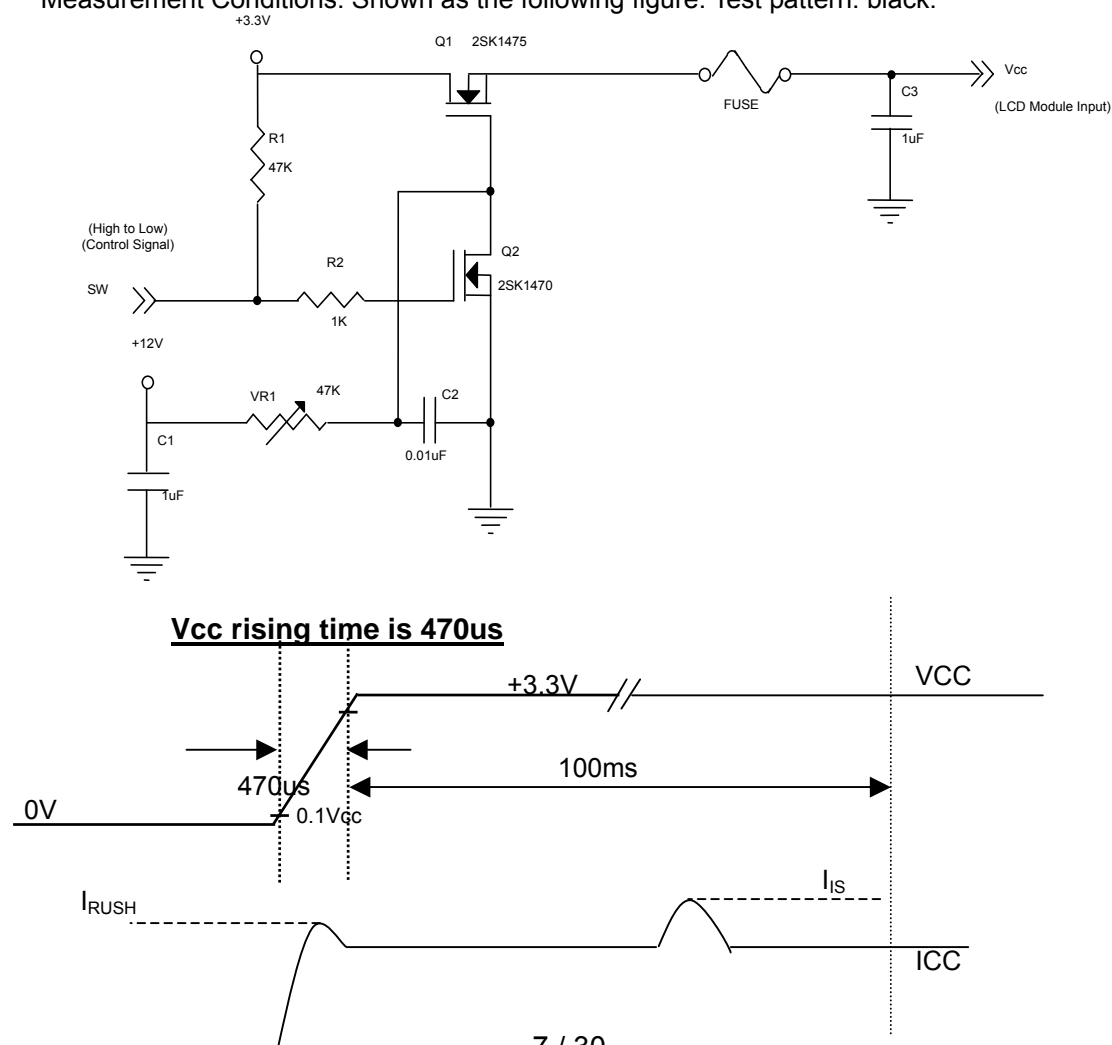 Measurement Conditions: Shown as the following figure. Test pattern: black.
+3.3V
Q1 2SK1475
Vcc
FUSE
C3
(LCD Module Input)
1uF
R1
47K
(High to Low)
(Control Signal)
SW
R2
1K
Q2
2SK1470
+12V
VR1
47K
C2
C1
0.01uF
1uF
Vcc rising time is 470us
+3.3V
VCC
470us
100ms
0V
0.1Vcc
IRUSH
IIS
ICC
7 / 30